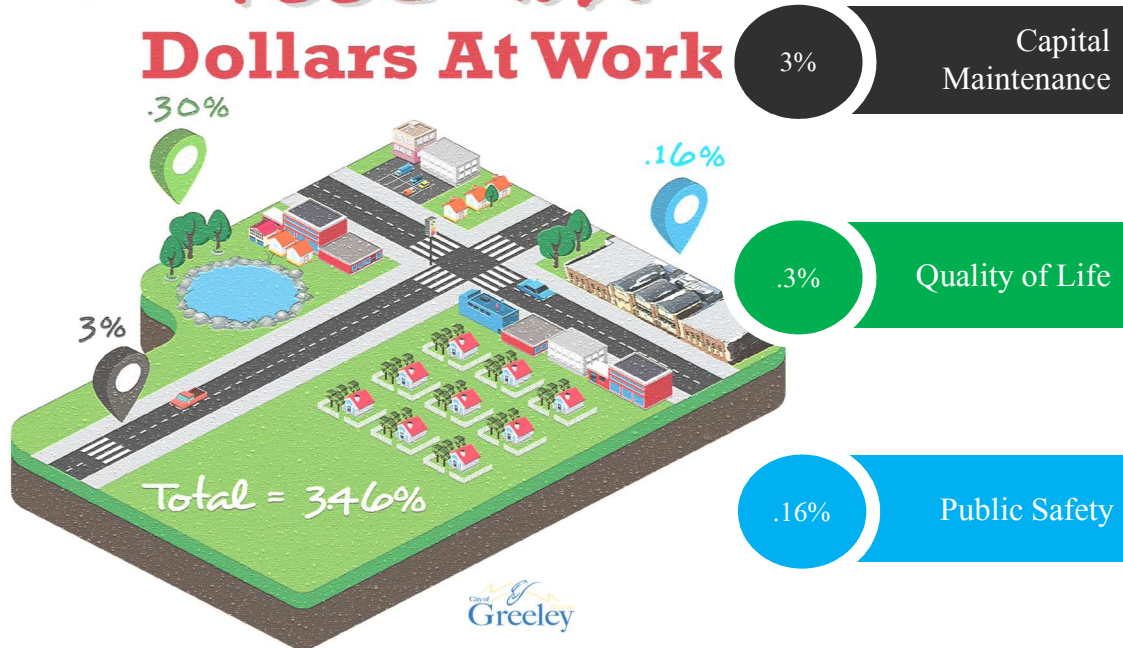 Dollars At Work
.30%
.16%
3%
Total = 3.46%
City of
Greeley
3%
Capital
Maintenance
.3%
Quality of Life
.16%
Public Safety